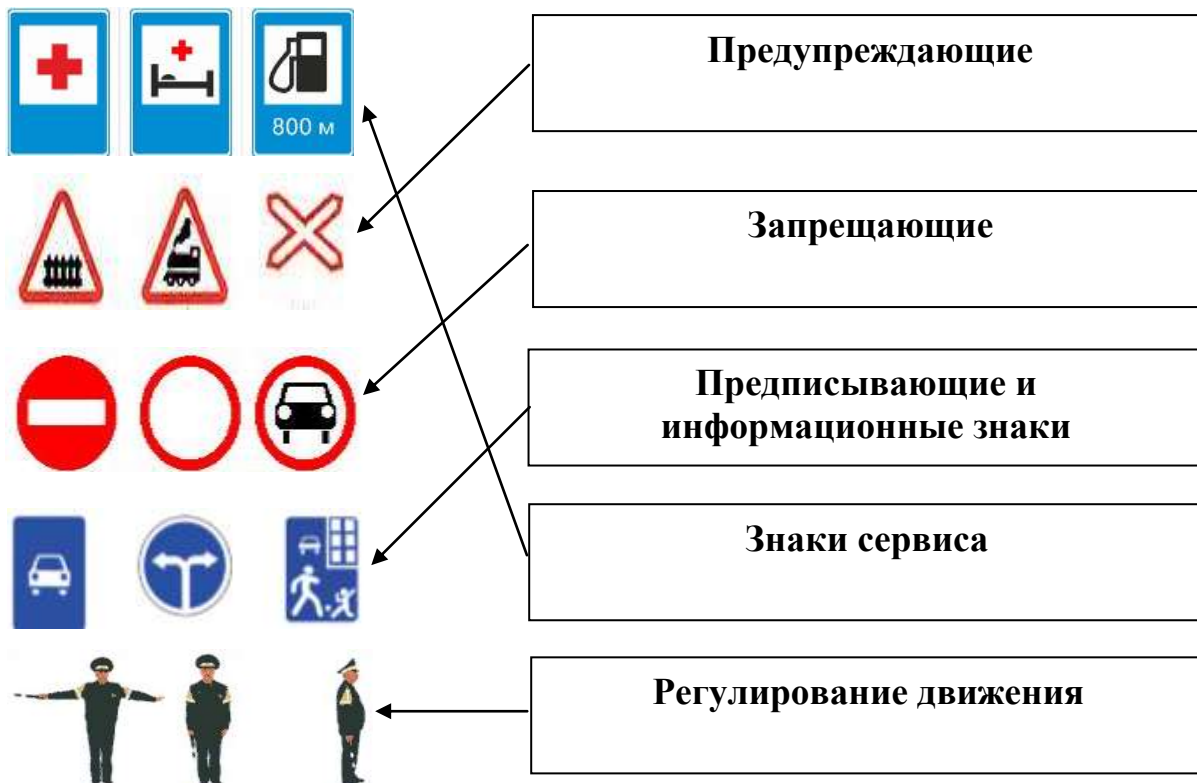 800 м
Предупреждающие
Запрещающие
Предписывающие и
информационные знаки
Знаки сервиса
Регулирование движения